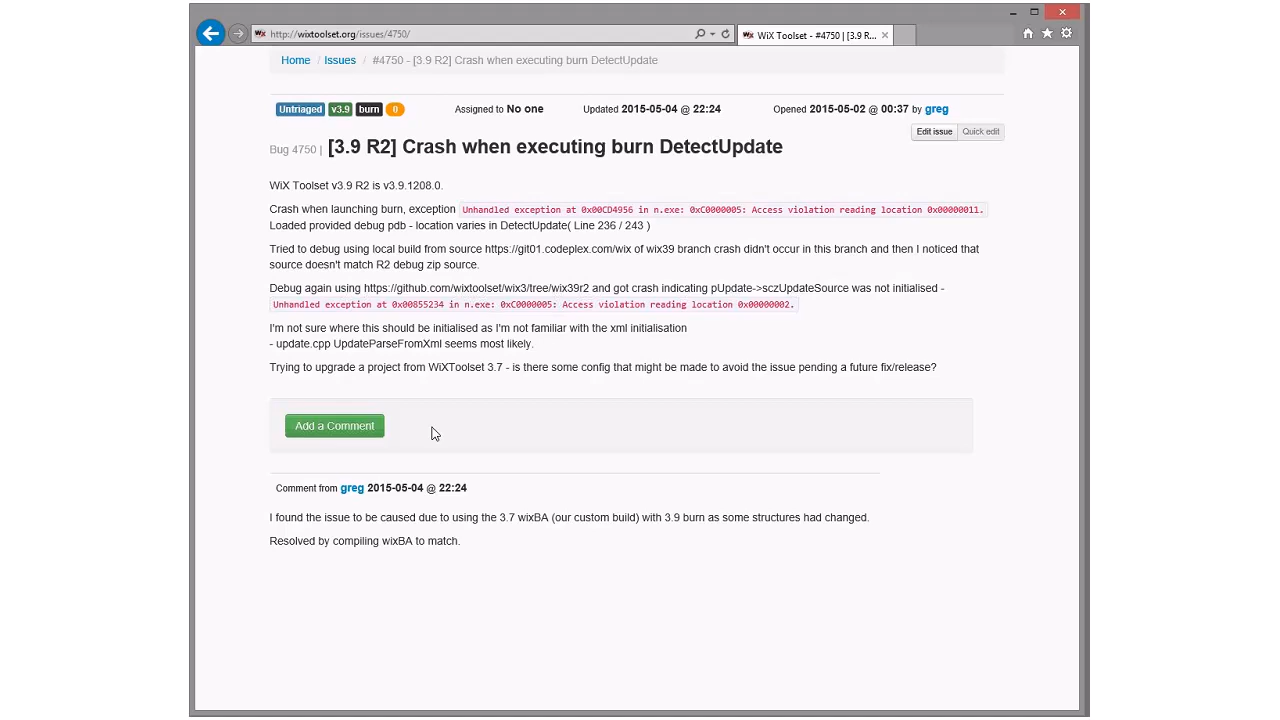 http://wixtoolset.org/issues/4750/
WiX Toolset - #4750 | [3.9 R...
Home / Issues / #4750 - [3.9 R2] Crash when executing burn DetectUpdate
Untriaged v3.9 burn 0 Assigned to No one Updated 2015-05-04 @ 22:24 Opened 2015-05-02 @ 00:37 by greg
Edit issue Quick edit
Bug 4750 | [3.9 R2] Crash when executing burn DetectUpdate
WiX Toolset v3.9 R2 is v3.9.1208.0.
Crash when launching burn, exception Unhandled exception at 0x00CD4956 in n.exe: 0xC0000005: Access violation reading location 0x00000011.
Loaded provided debug pdb - location varies in DetectUpdate( Line 236 / 243 )
Tried to debug using local build from source https://git01.codeplex.com/wix of wix39 branch crash didn't occur in this branch and then I noticed that
source doesn't match R2 debug zip source.
Debug again using https://github.com/wixtoolset/wix3/tree/wix39r2 and got crash indicating pUpdate->sczUpdateSource was not initialised -
Unhandled exception at 0x00855234 in n.exe: 0xC0000005: Access violation reading location 0x00000002.
I'm not sure where this should be initialised as I'm not familiar with the xml initialisation
- update.cpp UpdateParseFromXml seems most likely.
Trying to upgrade a project from WiXToolset 3.7 - is there some config that might be made to avoid the issue pending a future fix/release?
Add a Comment
Comment from greg 2015-05-04 @ 22:24
I found the issue to be caused due to using the 3.7 wixBA (our custom build) with 3.9 burn as some structures had changed.
Resolved by compiling wixBA to match.